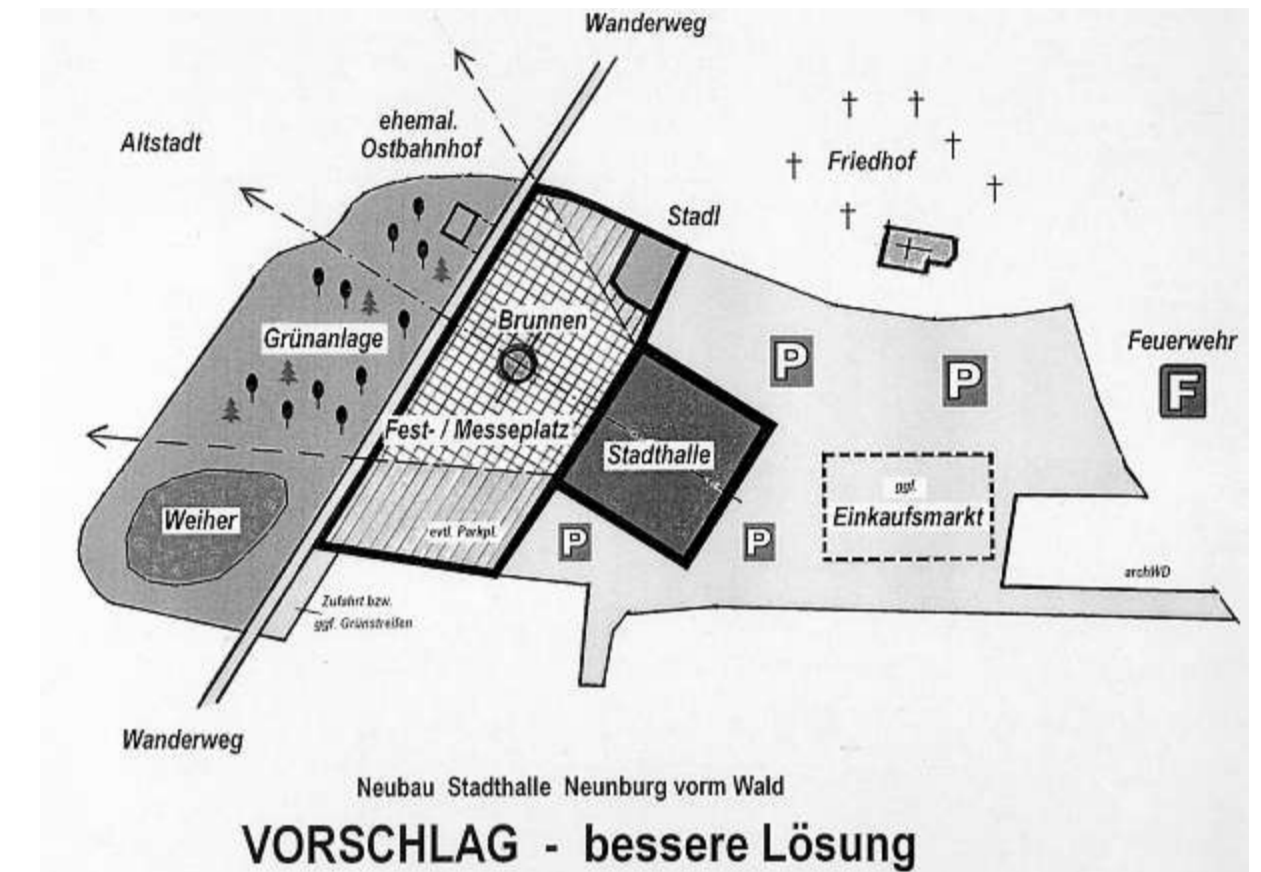 Wanderweg
ehemal.
Ostbahnhof
Altstadt
Friedhof
Stadl
Brunnen
Grünanlage
Feuerwehr
P
P
F
Fest- / Messeplatz
Stadthalle
ggf.
Einkaufsmarkt
Weiher
evtl. Parkpl.
P
P
archWD
Zufahrt bzw.
ggf. Grünstreifen
Wanderweg
Neubau Stadthalle Neunburg vorm Wald
VORSCHLAG - bessere Lösung